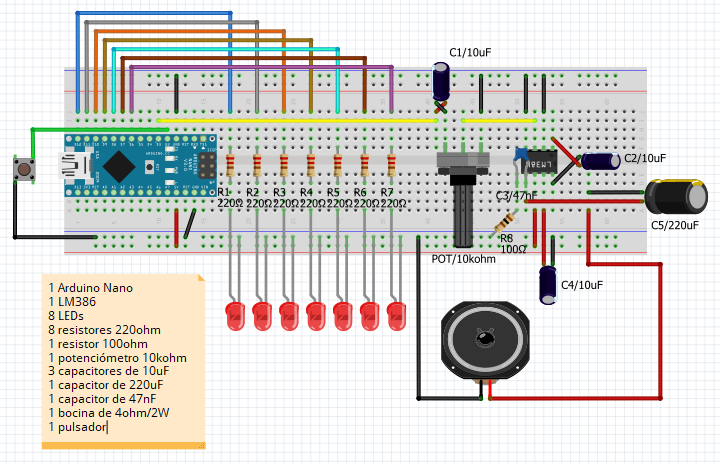 C1/10uF
LM386
C2/10uF
C3/47nF
R1
220Ω
R2
220Ω
R3
220Ω
R4
220Ω
R5
220Ω
R6
220Ω
R7
220Ω
R8
100Ω
C5/220uF
POT/10kohm
C4/10uF
1 Arduino Nano
1 LM386
8 LEDs
8 resistores 220ohm
1 resistor 100ohm
1 potenciómetro 10kohm
3 capacitores de 10uF
1 capacitor de 220uF
1 capacitor de 47nF
1 bocina de 4ohm/2W
1 pulsador